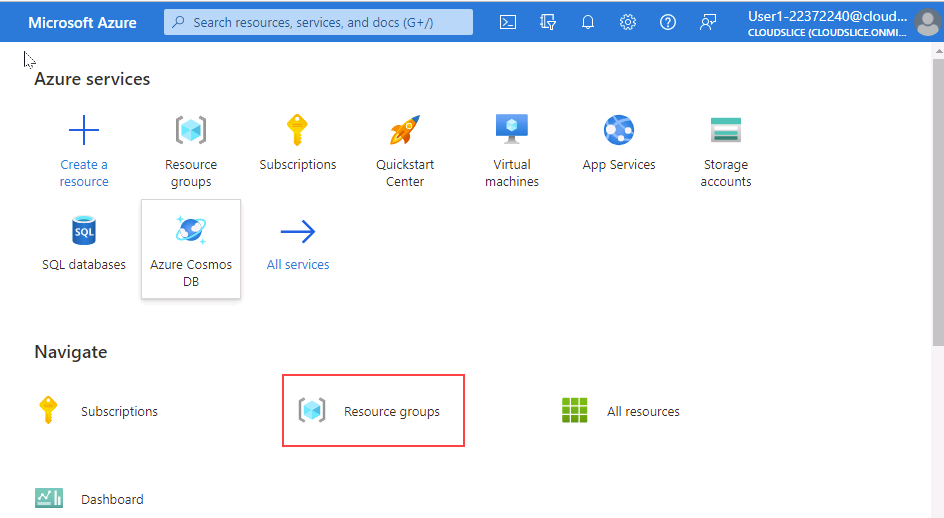 Microsoft Azure
Search resources, services, and docs (G+/)
User1-22372240@cloud...
CLOUDSLICE (CLOUDSLICE.ONMI...
Azure services
Create a
resource
Resource
groups
Subscriptions
Quickstart
Center
Virtual
machines
App Services
Storage
accounts
SQL
SQL databases
Azure Cosmos
DB
All services
Navigate
Subscriptions
Resource groups
All resources
Dashboard